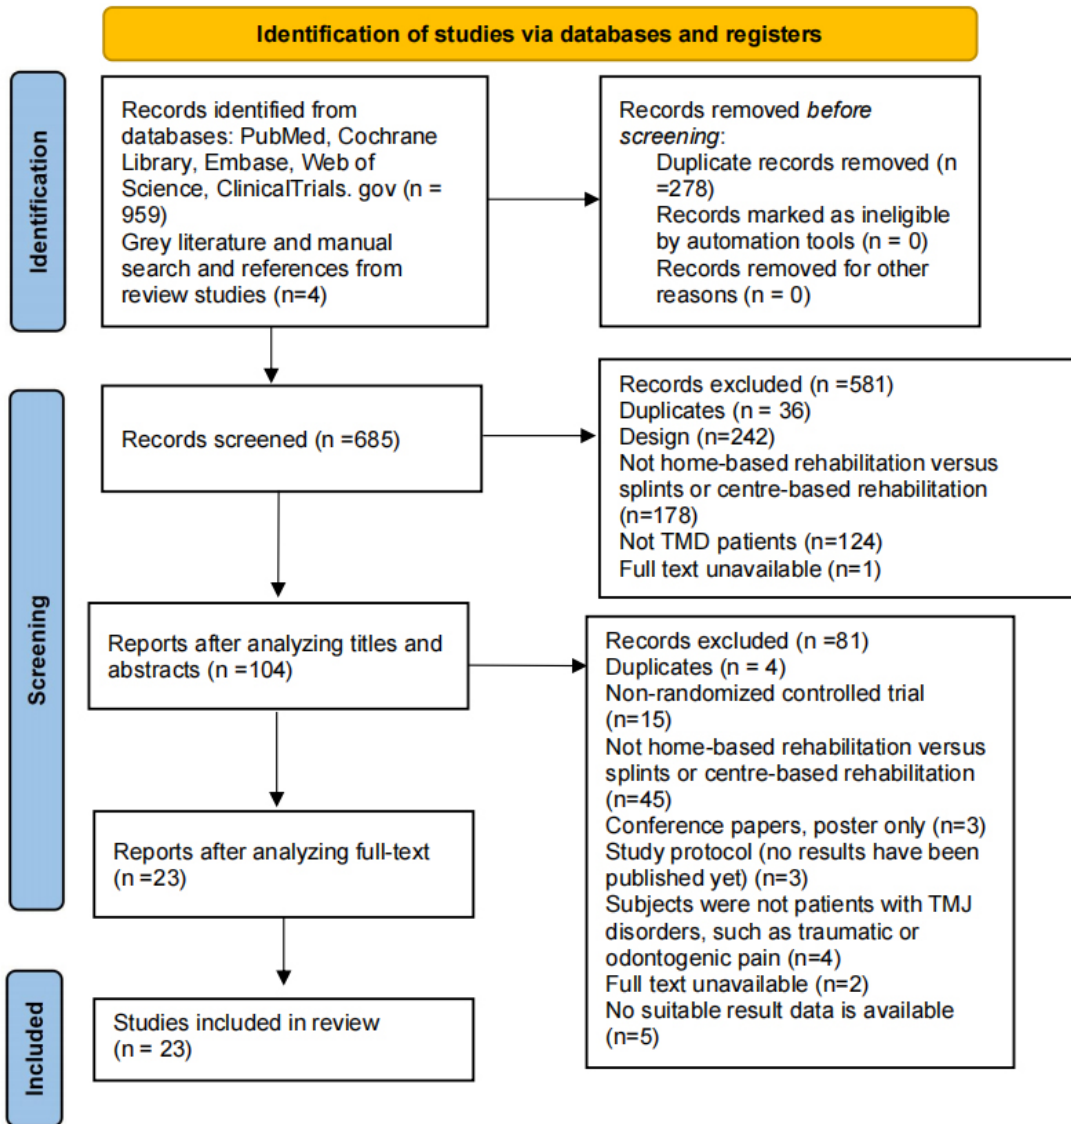 Identification of studies via databases and registers
Identification
Records identified from
databases: PubMed, Cochrane
Library, Embase, Web of
Science, ClinicalTrials. gov (n =
959)
Grey literature and manual
search and references from
review studies (n=4)
Records removed before
screening:
Duplicate records removed (n
=278)
Records marked as ineligible
by automation tools (n = 0)
Records removed for other
reasons (n = 0)
Screening
Records screened (n =685)
Records excluded (n =581)
Duplicates (n = 36)
Design (n=242)
Not home-based rehabilitation versus
splints or centre-based rehabilitation
(n=178)
Not TMD patients (n=124)
Full text unavailable (n=1)
Reports after analyzing titles and
abstracts (n =104)
Records excluded (n =81)
Duplicates (n = 4)
Non-randomized controlled trial
(n=15)
Not home-based rehabilitation versus
splints or centre-based rehabilitation
(n=45)
Conference papers, poster only (n=3)
Study protocol (no results have been
published yet) (n=3)
Subjects were not patients with TMJ
disorders, such as traumatic or
odontogenic pain (n=4)
Full text unavailable (n=2)
No suitable result data is available
(n=5)
Reports after analyzing full-text
(n =23)
Included
Studies included in review
(n = 23)